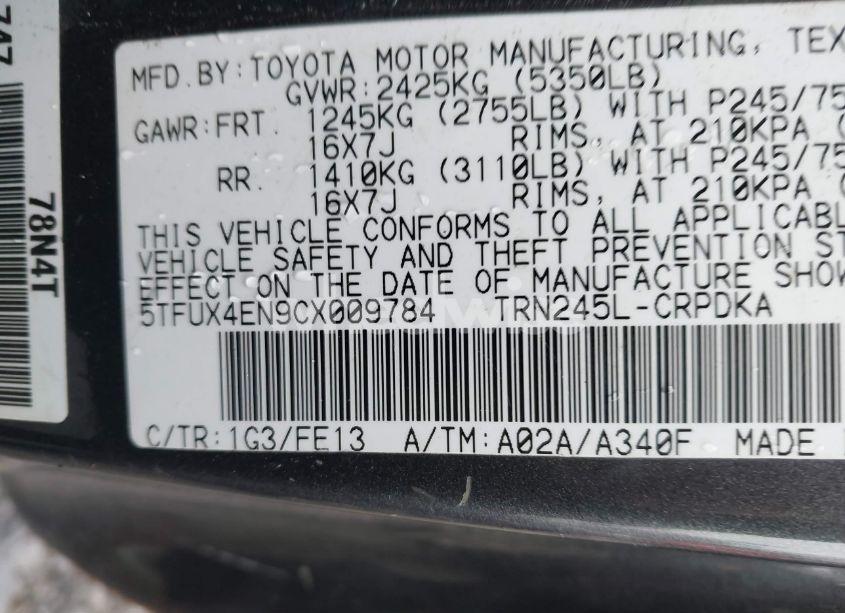 747
78N4T
MFD.BY:TOYOTA MOTOR MANUFACTURING, TEX
GVWR:2425KG (5350LB)
GAWR:FRT. 1245KG (2755LB) WITH P245/75
16X7J RIMS, AT 210KPA (
RR. 1410KG (3110LB) WITH P245/75
16X7J RIMS, AT 210KPA (
THIS VEHICLE CONFORMS TO ALL APPLICABL
VEHICLE SAFETY AND THEFT PREVENTION ST
EFFECT ON THE DATE OF MANUFACTURE SHOW
5TFUX4EN9CX009784 TRN245L-CRPDKA
C/TR:1G3/FE13 A/TM:A02A/A340F MADE